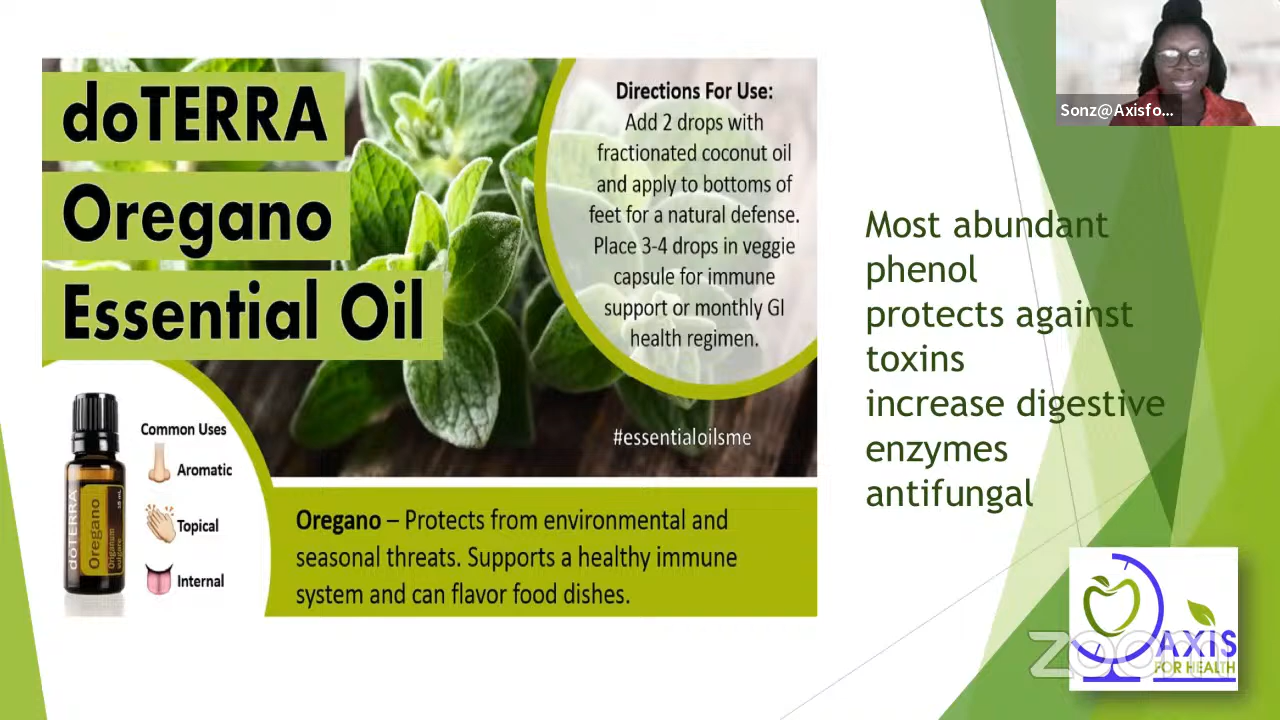 doTERRA
Oregano
Essential Oil
Directions For Use:
Add 2 drops with
fractionated coconut oil
and apply to bottoms of
feet for a natural defense.
Place 3-4 drops in veggie
capsule for immune
support or monthly GI
health regimen.
#essentialoilsme
Common Uses
Aromatic
Topical
Internal
doTERRA
Oregano
Origanum
vulgare
Oregano – Protects from environmental and
seasonal threats. Supports a healthy immune
system and can flavor food dishes.
Sonz@Axisfo...
Most abundant
phenol
protects against
toxins
increase digestive
enzymes
antifungal
AXIS
FOR HEALTH
zoom